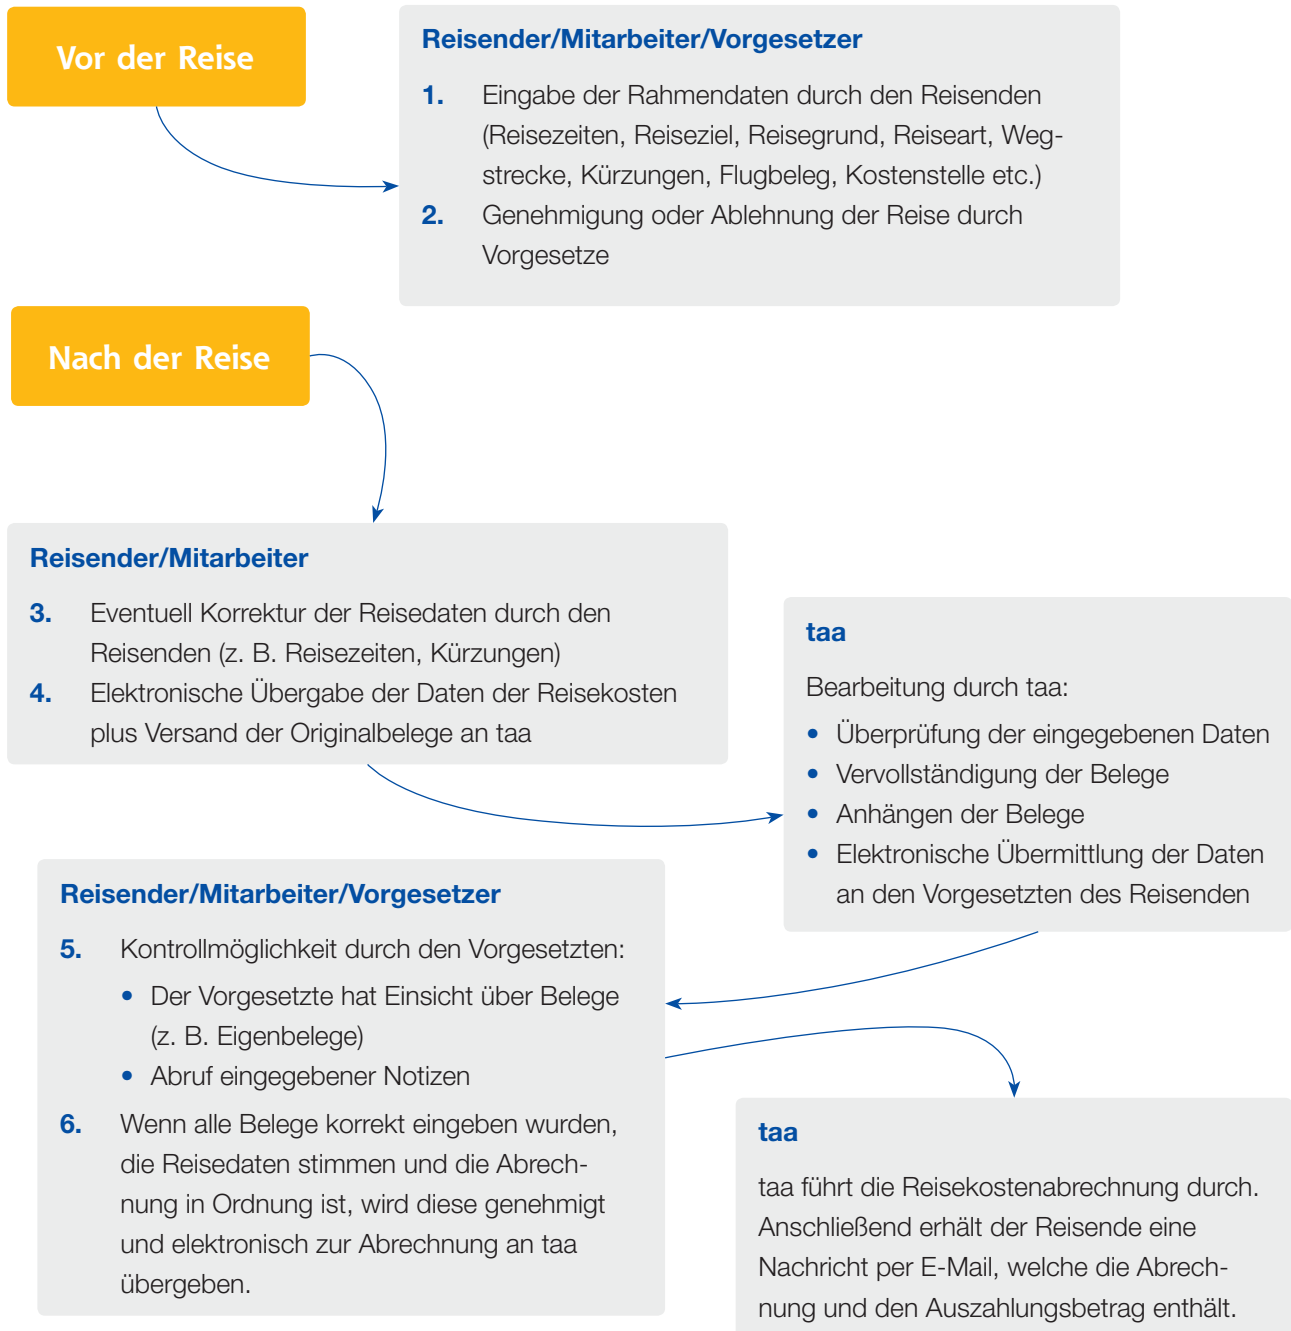 Vor der Reise
Reisender/Mitarbeiter/Vorgesetzer
1. Eingabe der Rahmendaten durch den Reisenden
(Reisezeiten, Reiseziel, Reisegrund, Reiseart, Weg-
strecke, Kürzungen, Flugbeleg, Kostenstelle etc.)
2. Genehmigung oder Ablehnung der Reise durch
Vorgesetze
Nach der Reise
Reisender/Mitarbeiter
3. Eventuell Korrektur der Reisedaten durch den
Reisenden (z. B. Reisezeiten, Kürzungen)
4. Elektronische Übergabe der Daten der Reisekosten
plus Versand der Originalbelege an taa
taa
Bearbeitung durch taa:
• Überprüfung der eingegebenen Daten
• Vervollständigung der Belege
• Anhängen der Belege
• Elektronische Übermittlung der Daten
an den Vorgesetzten des Reisenden
Reisender/Mitarbeiter/Vorgesetzer
5. Kontrollmöglichkeit durch den Vorgesetzten:
• Der Vorgesetzte hat Einsicht über Belege
(z. B. Eigenbelege)
• Abruf eingegebener Notizen
6. Wenn alle Belege korrekt eingeben wurden,
die Reisedaten stimmen und die Abrech-
nung in Ordnung ist, wird diese genehmigt
und elektronisch zur Abrechnung an taa
übergeben.
taa
taa führt die Reisekostenabrechnung durch.
Anschließend erhält der Reisende eine
Nachricht per E-Mail, welche die Abrech-
nung und den Auszahlungsbetrag enthält.